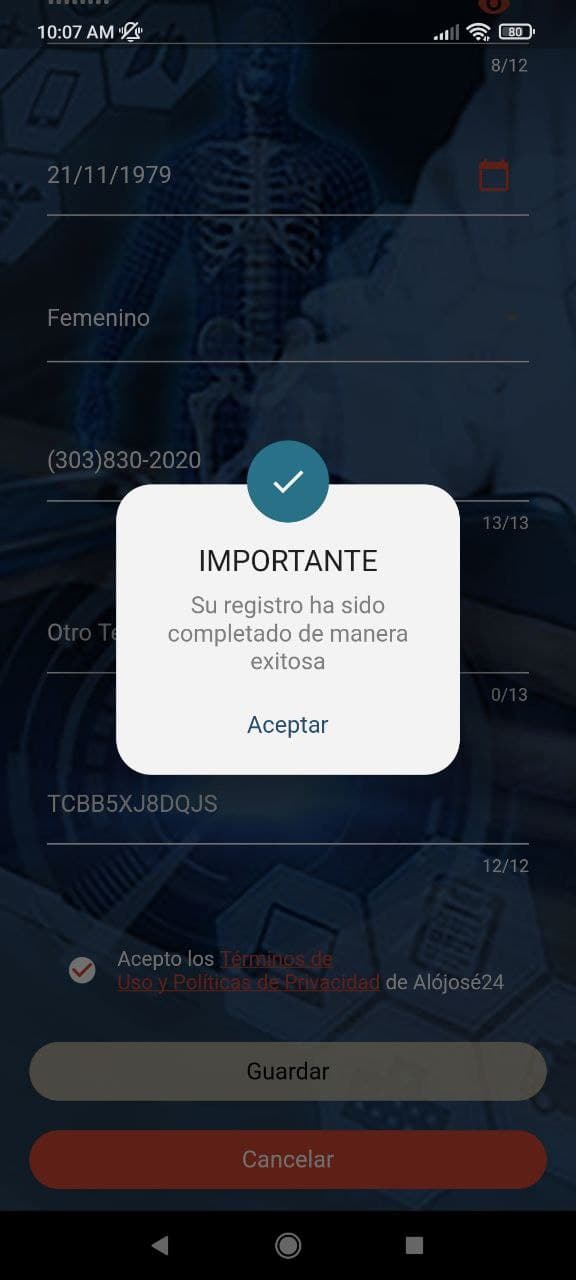 10:07 AM
80
8/12
21/11/1979
Femenino
(303)830-2020
13/13
IMPORTANTE
Su registro ha sido
completado de manera
exitosa
Otro
0/13
Aceptar
TCBB5XJ8DQJS
12/12
Acepto los Términos de
Uso y Políticas de Privacidad de Alójosé24
Guardar
Cancelar